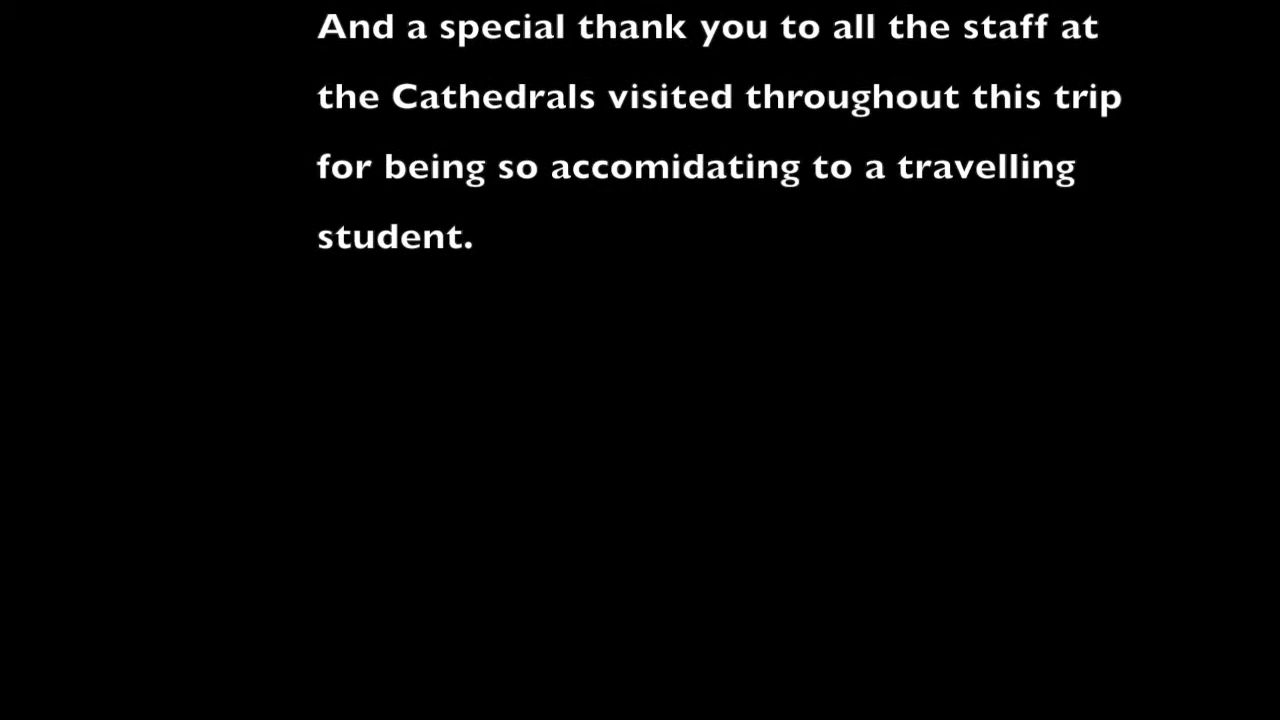 And a special thank you to all the staff at
the Cathedrals visited throughout this trip
for being so accomidating to a travelling
student.